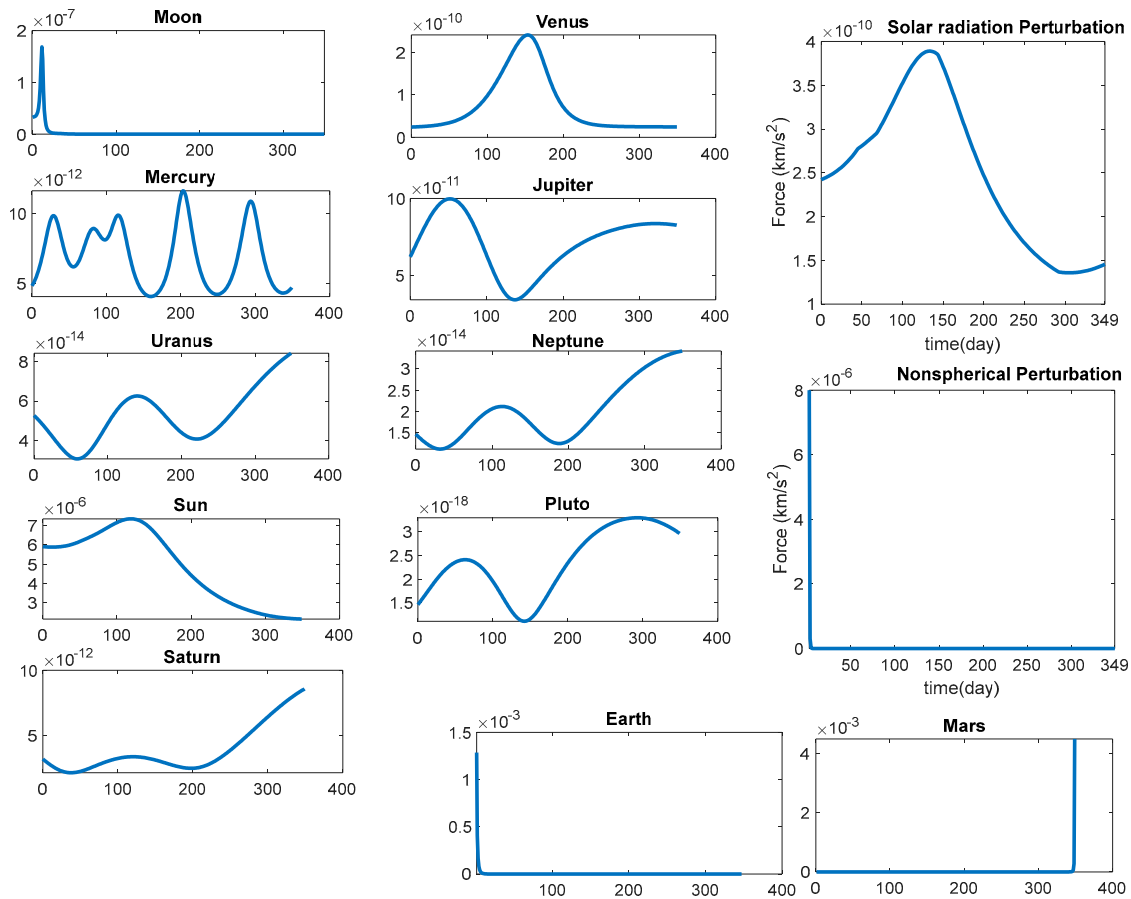 Moon
×10-7
2
1
0
0 100 200 300
Venus
×10-10
2
1
0
0 100 200 300 400
Solar radiation Perturbation
×10-10
4
3.5
3
2.5
2
1.5
1
Force (km/s2)
0 50 100 150 200 250 300 349
time(day)
Mercury
×10-12
10
5
0 100 200 300 400
Jupiter
×10-11
10
5
0 100 200 300 400
Uranus
×10-14
8
6
4
0 100 200 300 400
Neptune
×10-14
3
2.5
2
1.5
0 100 200 300 400
Nonspherical Perturbation
×10-6
8
6
4
2
0
Force (km/s2)
50 100 150 200 250 300 349
time(day)
Sun
×10-6
7
6
5
4
3
0 100 200 300 400
Pluto
×10-18
3
2.5
2
1.5
0 100 200 300 400
Saturn
×10-12
10
5
0 100 200 300 400
Earth
×10-3
1.5
1
0.5
0
100 200 300 400
Mars
×10-3
4
2
0
0 100 200 300 400